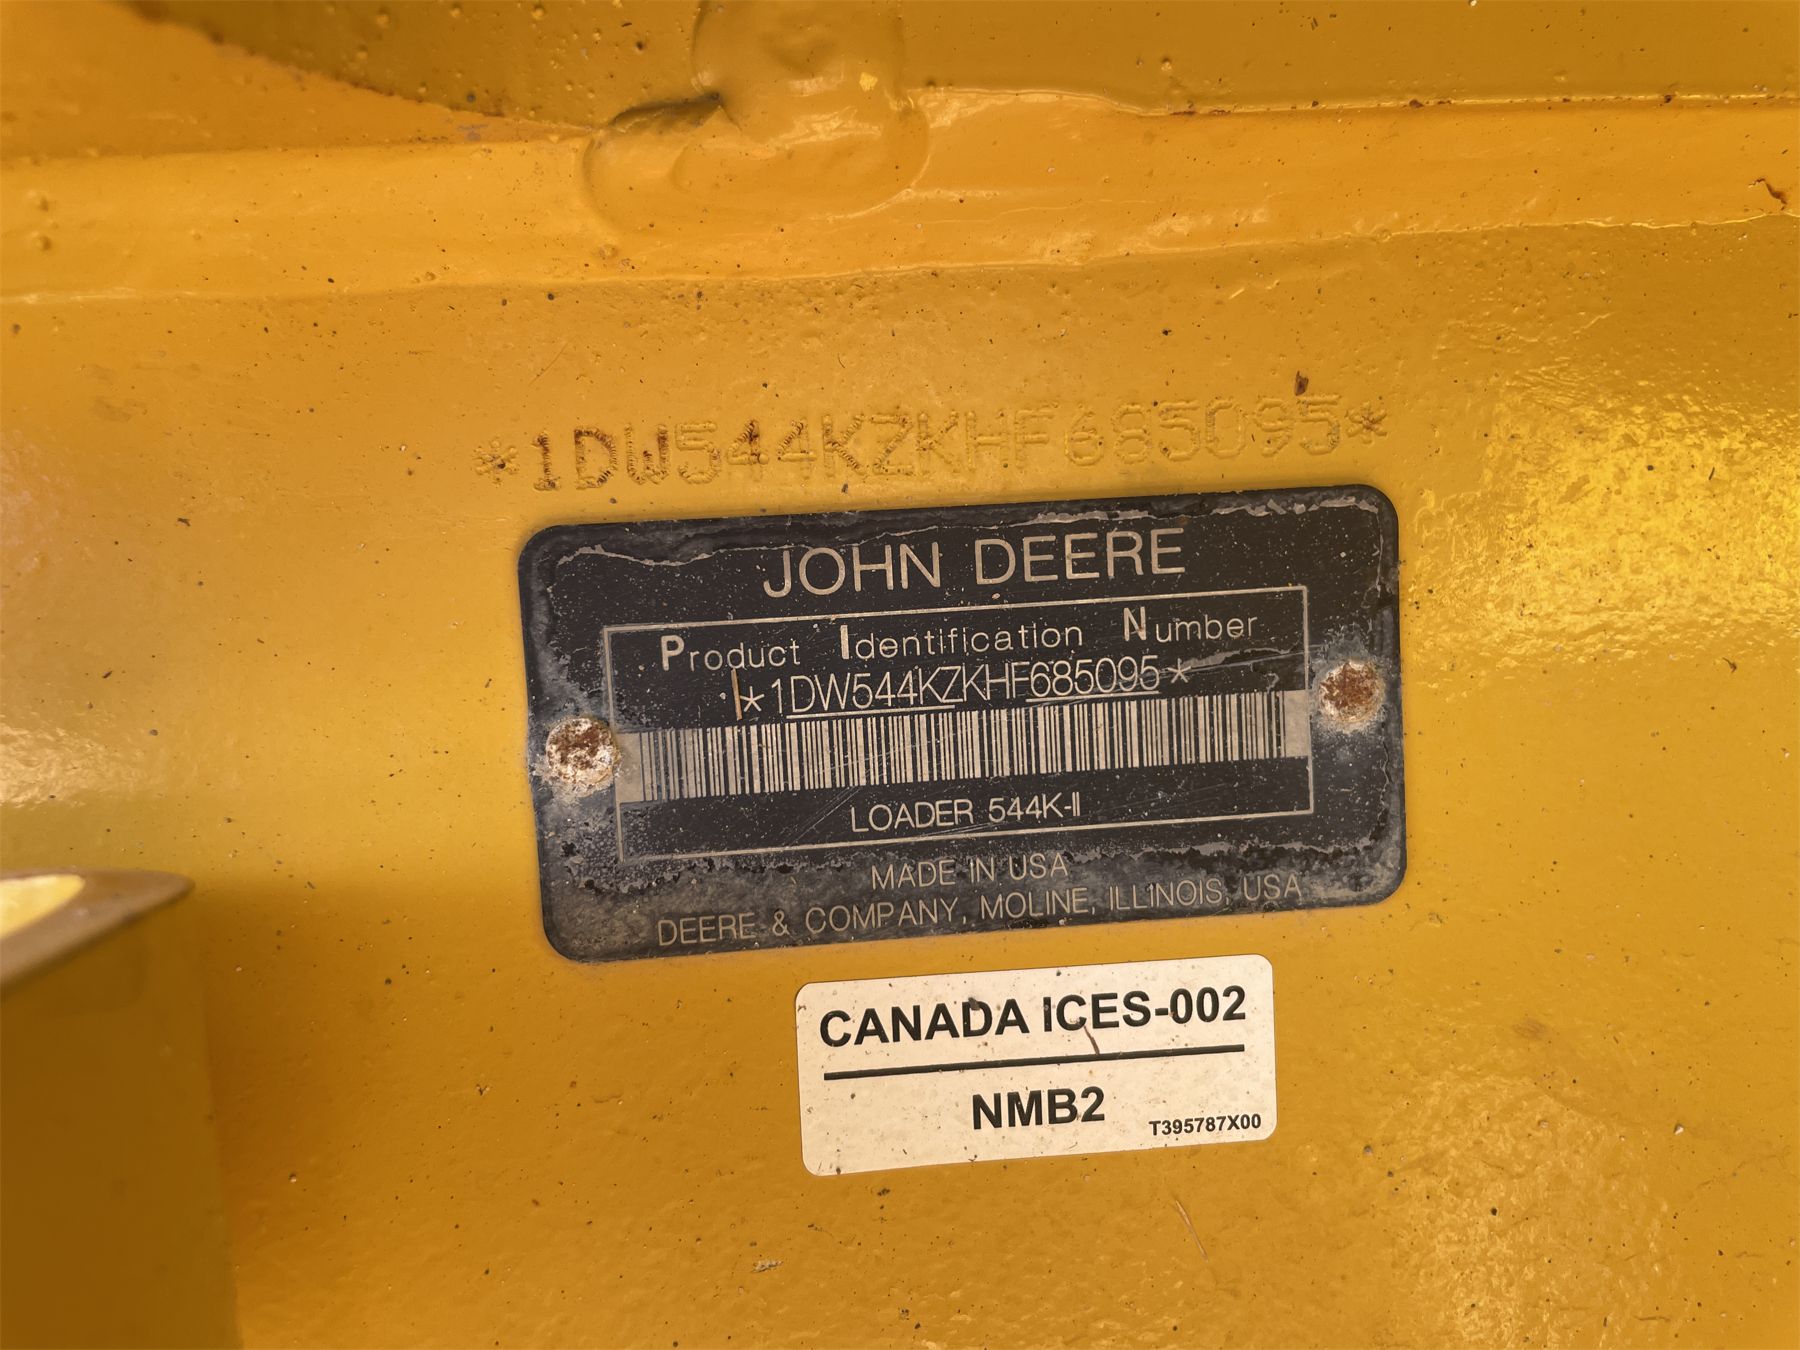 *1DW544KZKHF685095*
JOHN DEERE
Product Identification Number
*1DW544KZKHF685095*
LOADER 544K-II
MADE IN USA
DEERE & COMPANY, MOLINE, ILLINOIS, USA
CANADA ICES-002
NMB2
T395787X00